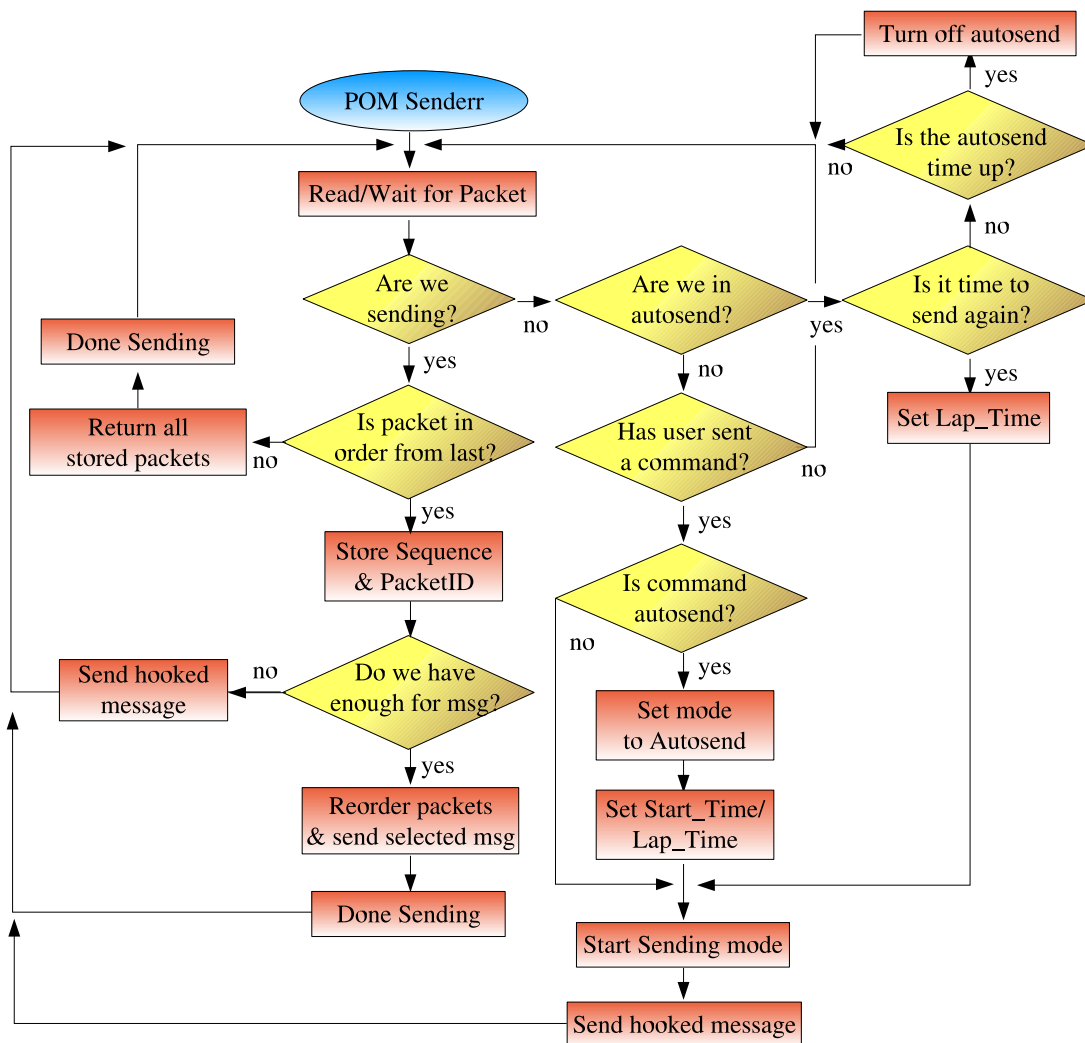 Turn off autosend
yes
POM Senderr
Is the autosend
time up?
no
Read/Wait for Packet
no
Are we
sending?
no
Are we in
autosend?
yes
Is it time to
send again?
Done Sending
yes
no
yes
Return all
stored packets
no
Is packet in
order from last?
Has user sent
a command?
no
Set Lap_Time
yes
yes
Store Sequence
& PacketID
Is command
autosend?
no
Send hooked
message
no
Do we have
enough for msg?
yes
Set mode
to Autosend
yes
Reorder packets
& send selected msg
Set Start_Time/
Lap_Time
Done Sending
Start Sending mode
Send hooked message